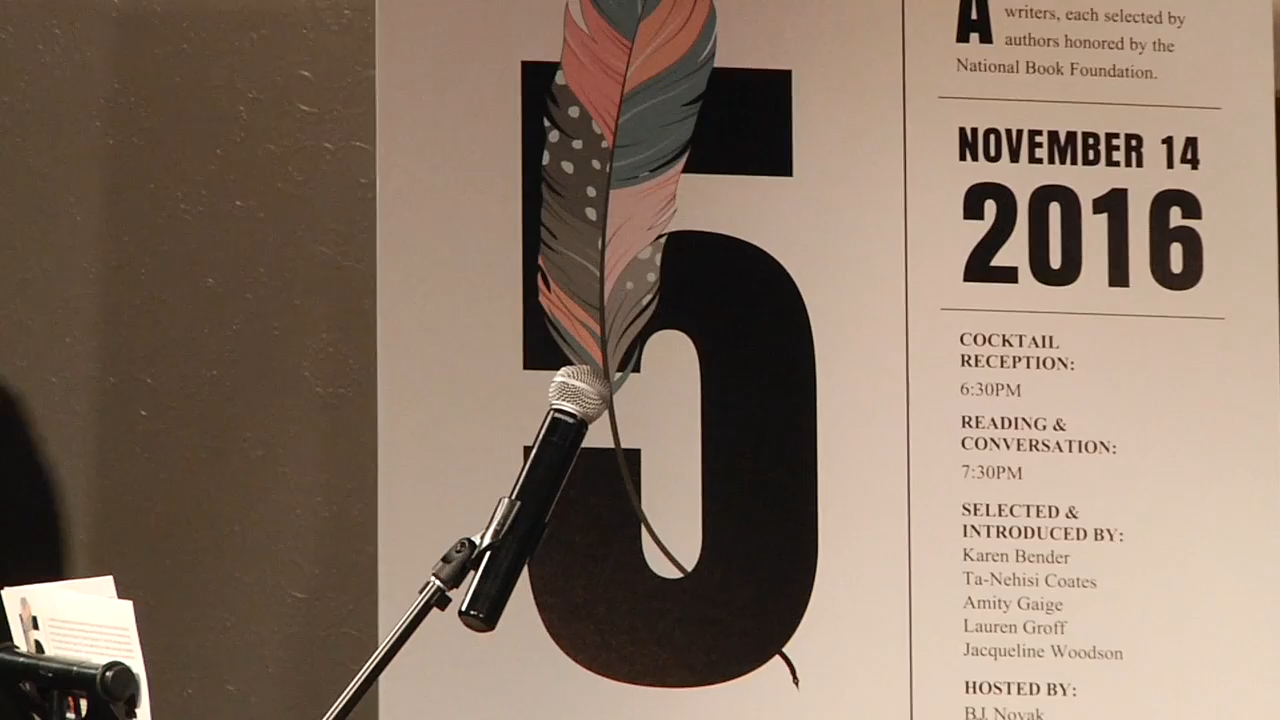 5
A writers, each selected by
authors honored by the
National Book Foundation.
NOVEMBER 14
2016
COCKTAIL
RECEPTION:
6:30PM
READING &
CONVERSATION:
7:30PM
SELECTED &
INTRODUCED BY:
Karen Bender
Ta-Nehisi Coates
Amity Gaige
Lauren Groff
Jacqueline Woodson
HOSTED BY:
B.J. Novak